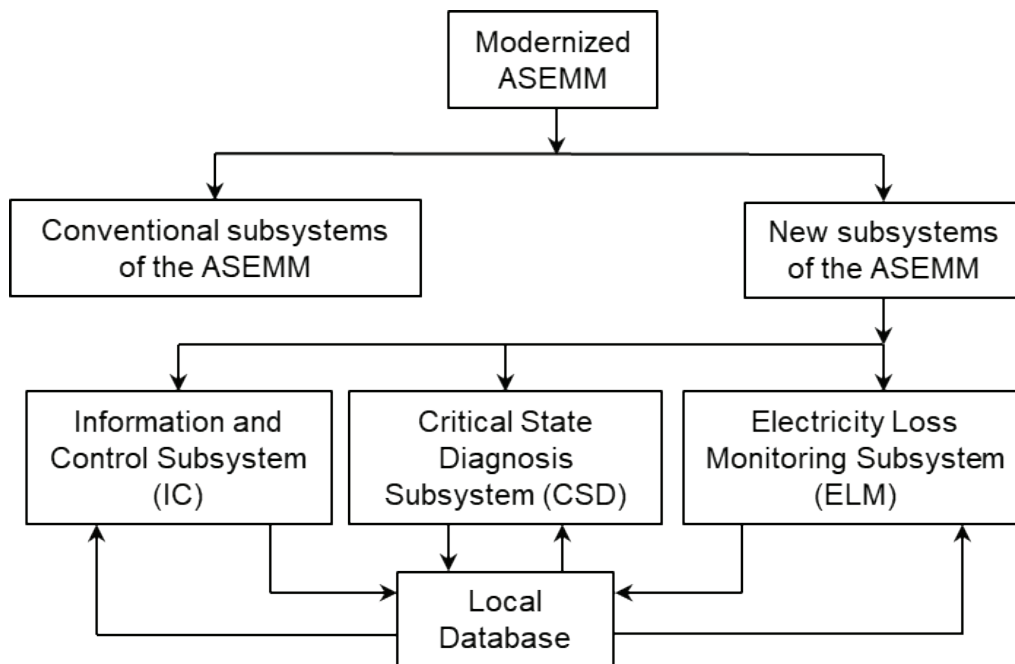 Modernized
ASEMM
Conventional subsystems
of the ASEMM
New subsystems
of the ASEMM
Information and
Control Subsystem
(IC)
Critical State
Diagnosis
Subsystem (CSD)
Electricity Loss
Monitoring Subsystem
(ELM)
Local
Database